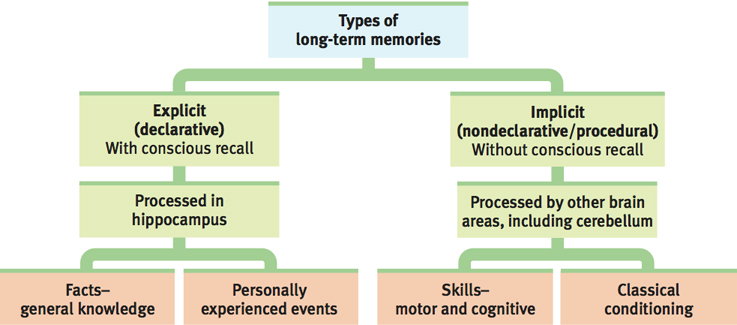 Types of
long-term memories
Explicit
(declarative)
With conscious recall
Implicit
(nondeclarative/procedural)
Without conscious recall
Processed in
hippocampus
Processed by other brain
areas, including cerebellum
Facts–
general knowledge
Personally
experienced events
Skills–
motor and cognitive
Classical
conditioning